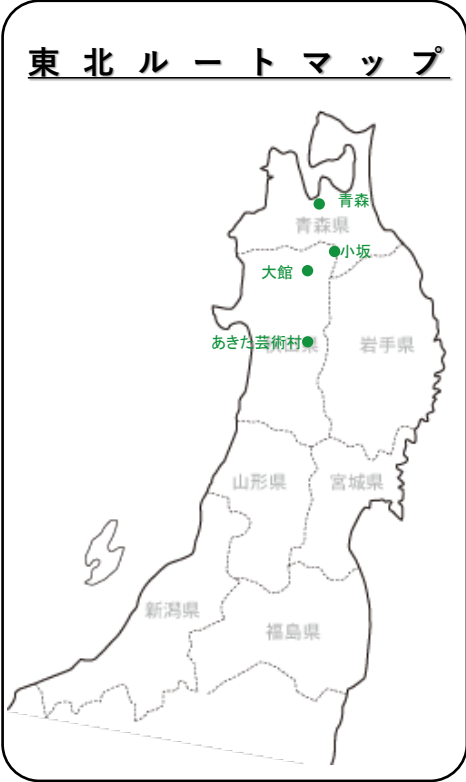 東北ルートマップ
青森
青森県
小坂
大館
あきた芸術村
秋田県
岩手県
山形県
宮城県
新潟県
福島県